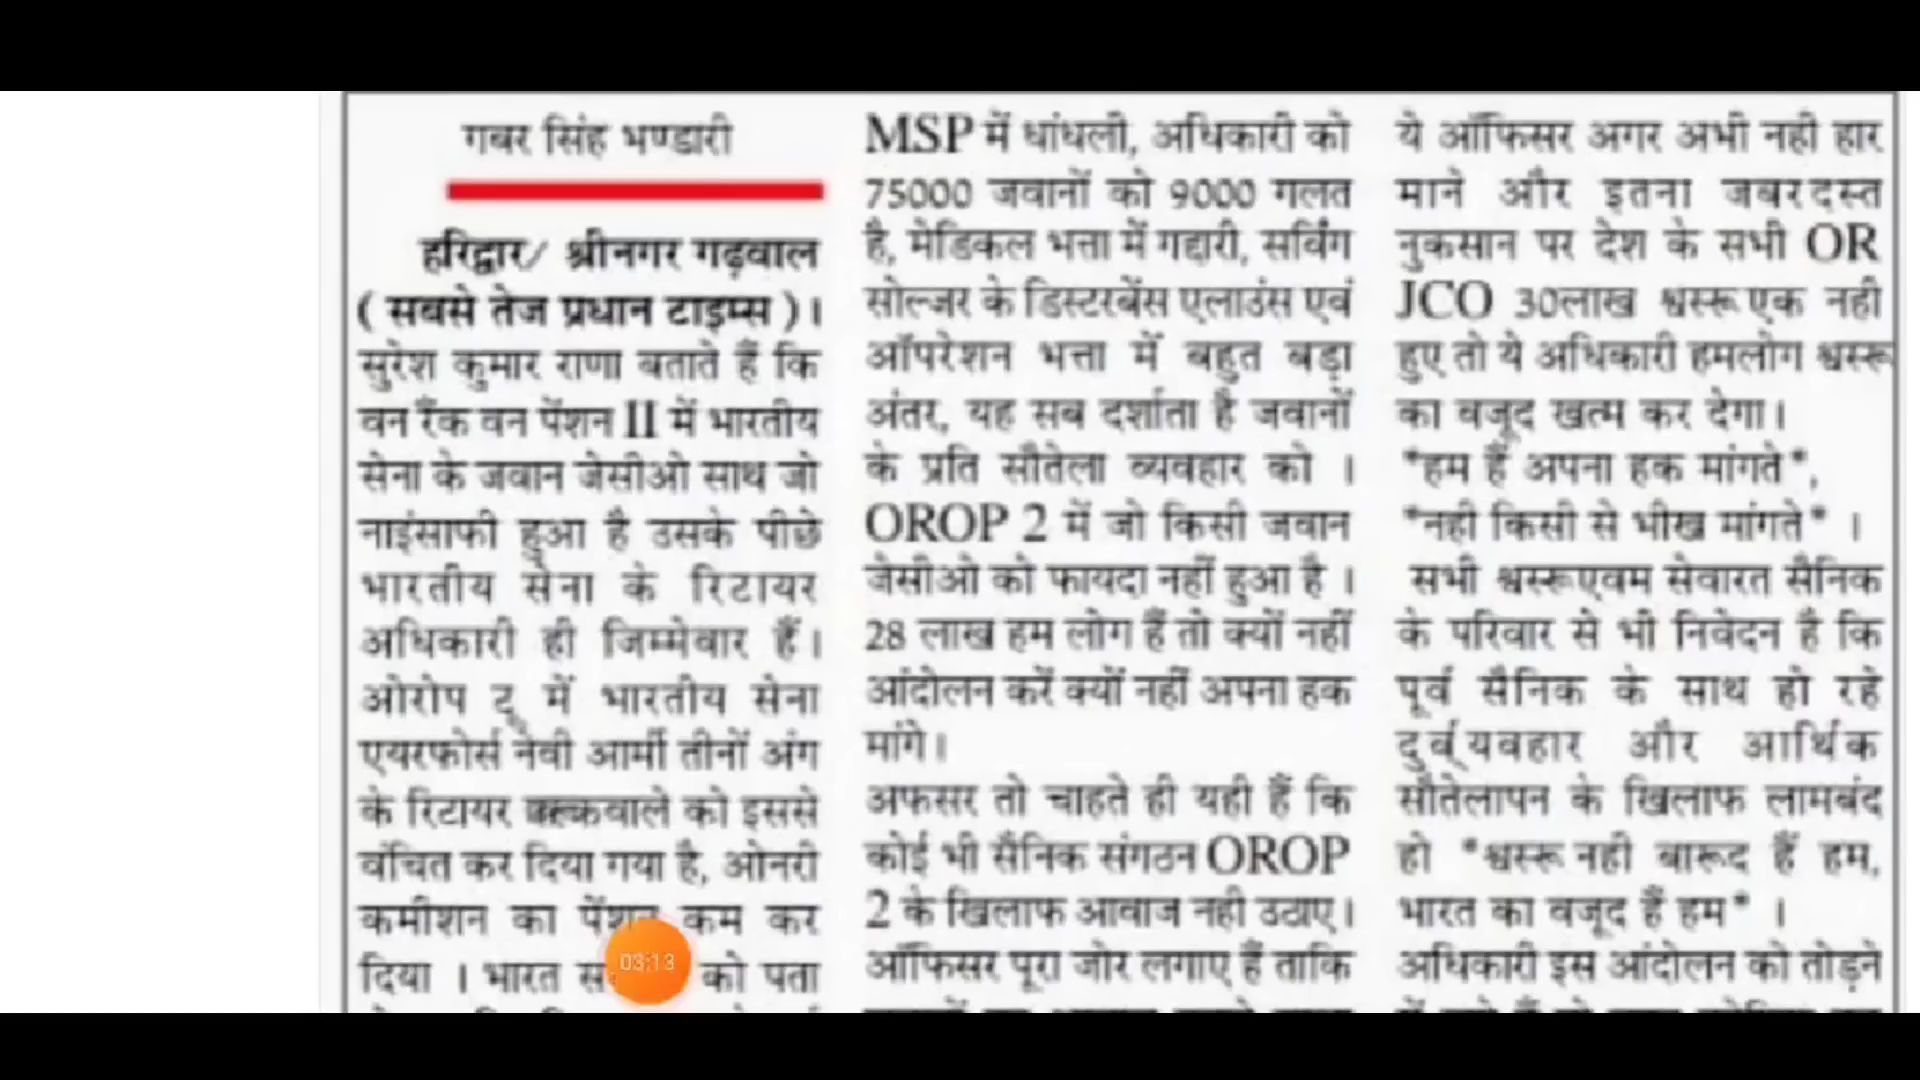 गबर सिंह भण्डारी
हरिद्वार/ श्रीनगर गढ़वाल
( सबसे तेज प्रधान टाइम्स )।
सुरेश कुमार राणा बताते हैं कि
वन रैंक वन पेंशन II में भारतीय
सेना के जवान जेसीओ साथ जो
नाइंसाफी हुआ है उसके पीछे
भारतीय सेना के रिटायर
अधिकारी ही जिम्मेवार हैं।
ओरोप टू में भारतीय सेना
एयरफोर्स नेवी आर्मी तीनों अंग
के रिटायर को इससे
वंचित कर दिया गया है, ओनरी
कमीशन का पेंशन कम कर
दिया । भारत को पता
MSP में धांधली, अधिकारी को
75000 जवानों को 9000 गलत
है, मेडिकल भत्ता में गद्दारी, सर्विंग
सोल्जर के डिस्टरबेंस एलाउंस एवं
ऑपरेशन भत्ता में बहुत बड़ा
अंतर, यह सब दर्शाता है जवानों
के प्रति सौतेला व्यवहार को ।
OROP 2 में जो किसी जवान
जेसीओ को फायदा नहीं हुआ है ।
28 लाख हम लोग हैं तो क्यों नहीं
आंदोलन करें क्यों नहीं अपना हक
मांगे।
अफसर तो चाहते ही यही हैं कि
कोई भी सैनिक संगठन OROP
2 के खिलाफ आवाज नही उठाए।
ऑफिसर पूरा जोर लगाए हैं ताकि
ये ऑफिसर अगर अभी नही हार
माने और इतना जबरदस्त
नुकसान पर देश के सभी OR
JCO 30लाख श्वस्रू एक नही
हुए तो ये अधिकारी हमलोग श्वस्रू
का वजूद खत्म कर देगा।
*हम हैं अपना हक मांगते*,
*नही किसी से भीख मांगते* ।
सभी श्वस्रूएवम सेवारत सैनिक
के परिवार से भी निवेदन है कि
पूर्व सैनिक के साथ हो रहे
दुर्व्यवहार और आर्थिक
सौतेलापन के खिलाफ लामबंद
हो *श्वस्रू नही बारूद हैं हम,
भारत का वजूद हैं हम* ।
अधिकारी इस आंदोलन को तोड़ने
03:13